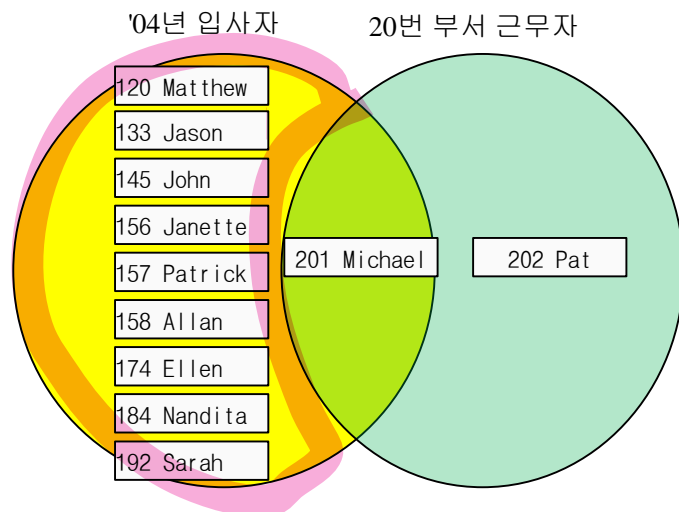 '04년 입사자
20번 부서 근무자
120 Matthew
133 Jason
145 John
156 Janette
157 Patrick
158 Allan
174 Ellen
184 Nandita
192 Sarah
201 Michael
202 Pat